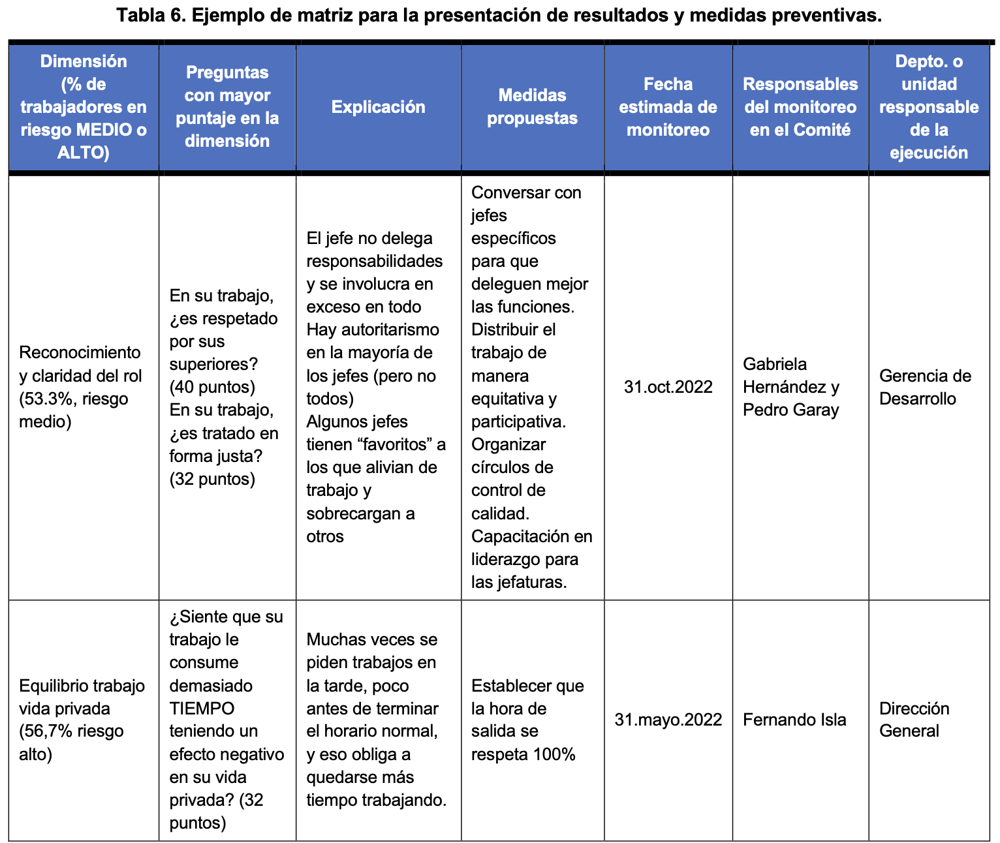 Tabla 6. Ejemplo de matriz para la presentación de resultados y medidas preventivas.
Dimensión
(% de
trabajadores en
riesgo MEDIO o
ALTO)
Preguntas
con mayor
puntaje en la
dimensión
Explicación
Medidas
propuestas
Fecha
estimada de
monitoreo
Responsables
del monitoreo
en el Comité
Depto. o
unidad
responsable
de la
ejecución
Reconocimiento
y claridad del rol
(53.3%, riesgo
medio)
En su trabajo,
¿es respetado
por sus
superiores?
(40 puntos)
En su trabajo,
¿es tratado en
forma justa?
(32 puntos)
El jefe no delega
responsabilidades
y se involucra en
exceso en todo
Hay autoritarismo
en la mayoría de
los jefes (pero no
todos)
Algunos jefes
tienen “favoritos” a
los que alivian de
trabajo y
sobrecargan a
otros
Conversar con
jefes
específicos
para que
deleguen mejor
las funciones.
Distribuir el
trabajo de
manera
equitativa y
participativa.
Organizar
círculos de
control de
calidad.
Capacitación en
liderazgo para
las jefaturas.
31.oct.2022
Gabriela
Hernández y
Pedro Garay
Gerencia de
Desarrollo
Equilibrio trabajo
vida privada
(56,7% riesgo
alto)
¿Siente que su
trabajo le
consume
demasiado
TIEMPO
teniendo un
efecto negativo
en su vida
privada? (32
puntos)
Muchas veces se
piden trabajos en
la tarde, poco
antes de terminar
el horario normal,
y eso obliga a
quedarse más
tiempo trabajando.
Establecer que
la hora de
salida se
respeta 100%
31.mayo.2022
Fernando Isla
Dirección
General